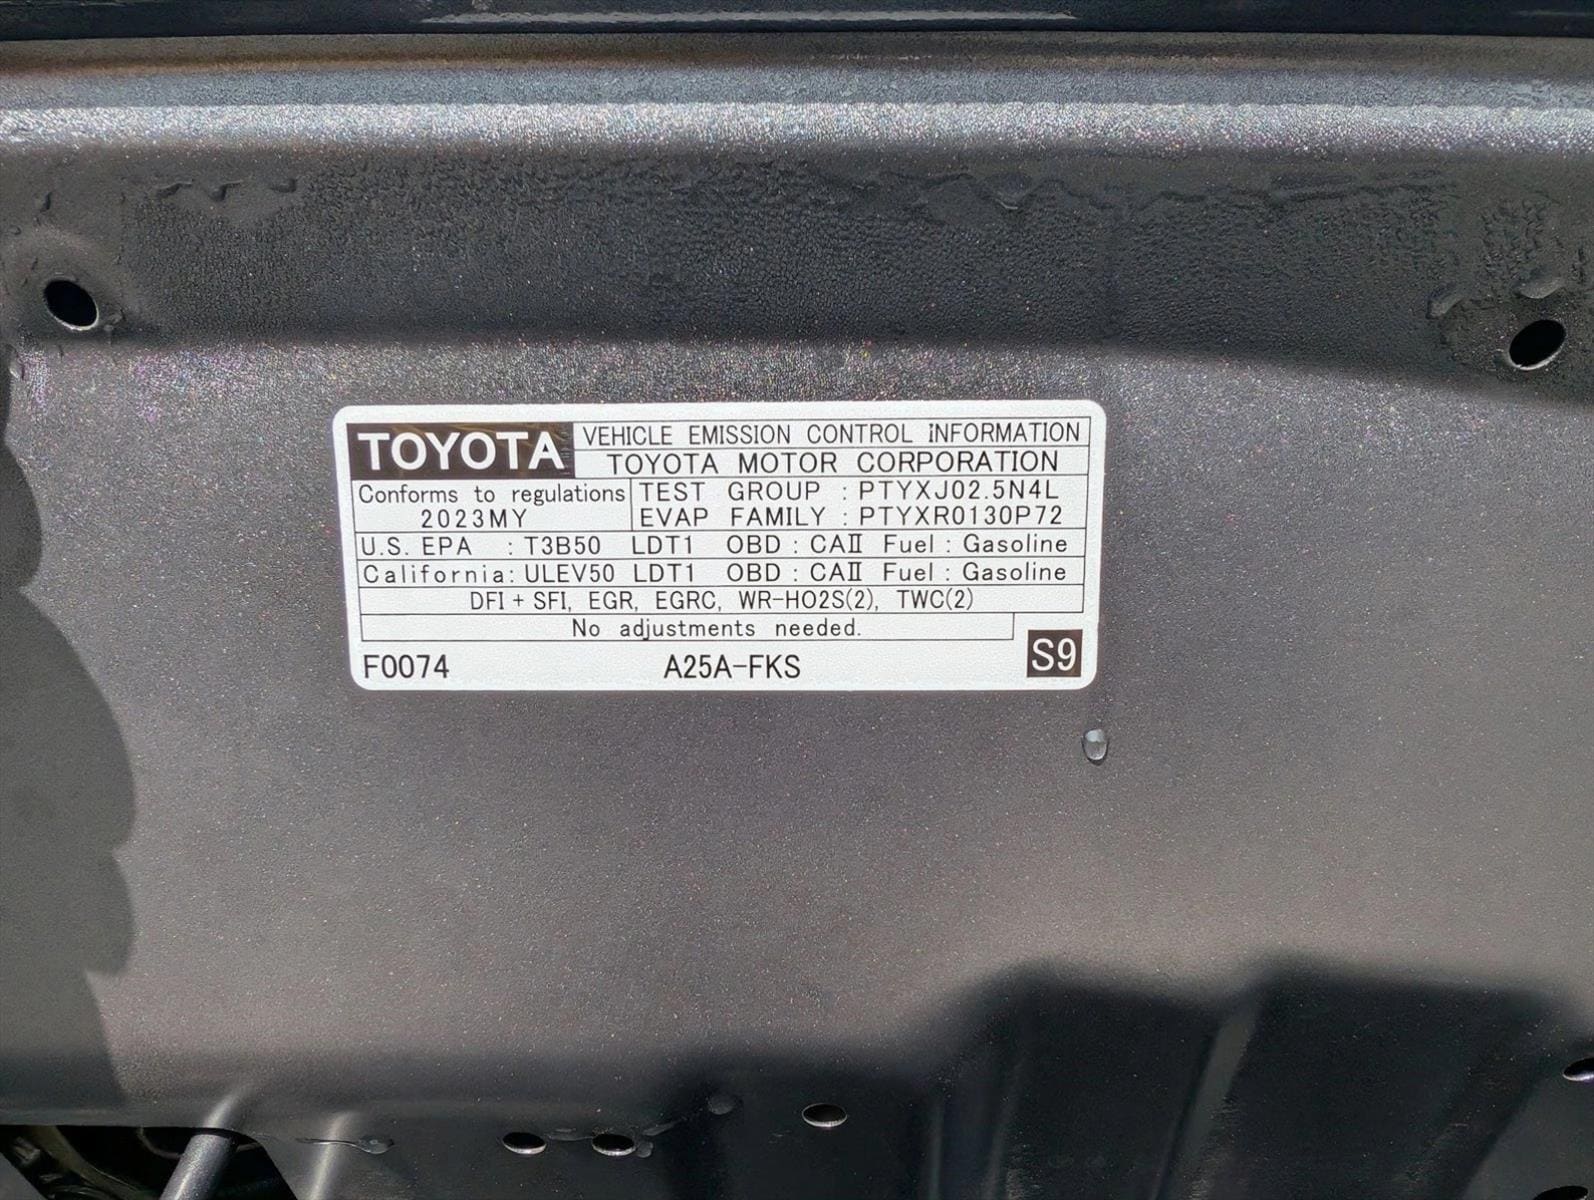 TOYOTA VEHICLE EMISSION CONTROL INFORMATION
TOYOTA MOTOR CORPORATION
Conforms to regulations
2023MY
TEST GROUP : PTYXJ02.5N4L
EVAP FAMILY : PTYXR0130P72
U.S. EPA : T3B50 LDT1 OBD : CAII Fuel : Gasoline
California: ULEV50 LDT1 OBD : CAII Fuel : Gasoline
DFI + SFI, EGR, EGRC, WR-HO2S(2), TWC(2)
No adjustments needed.
F0074 A25A-FKS S9